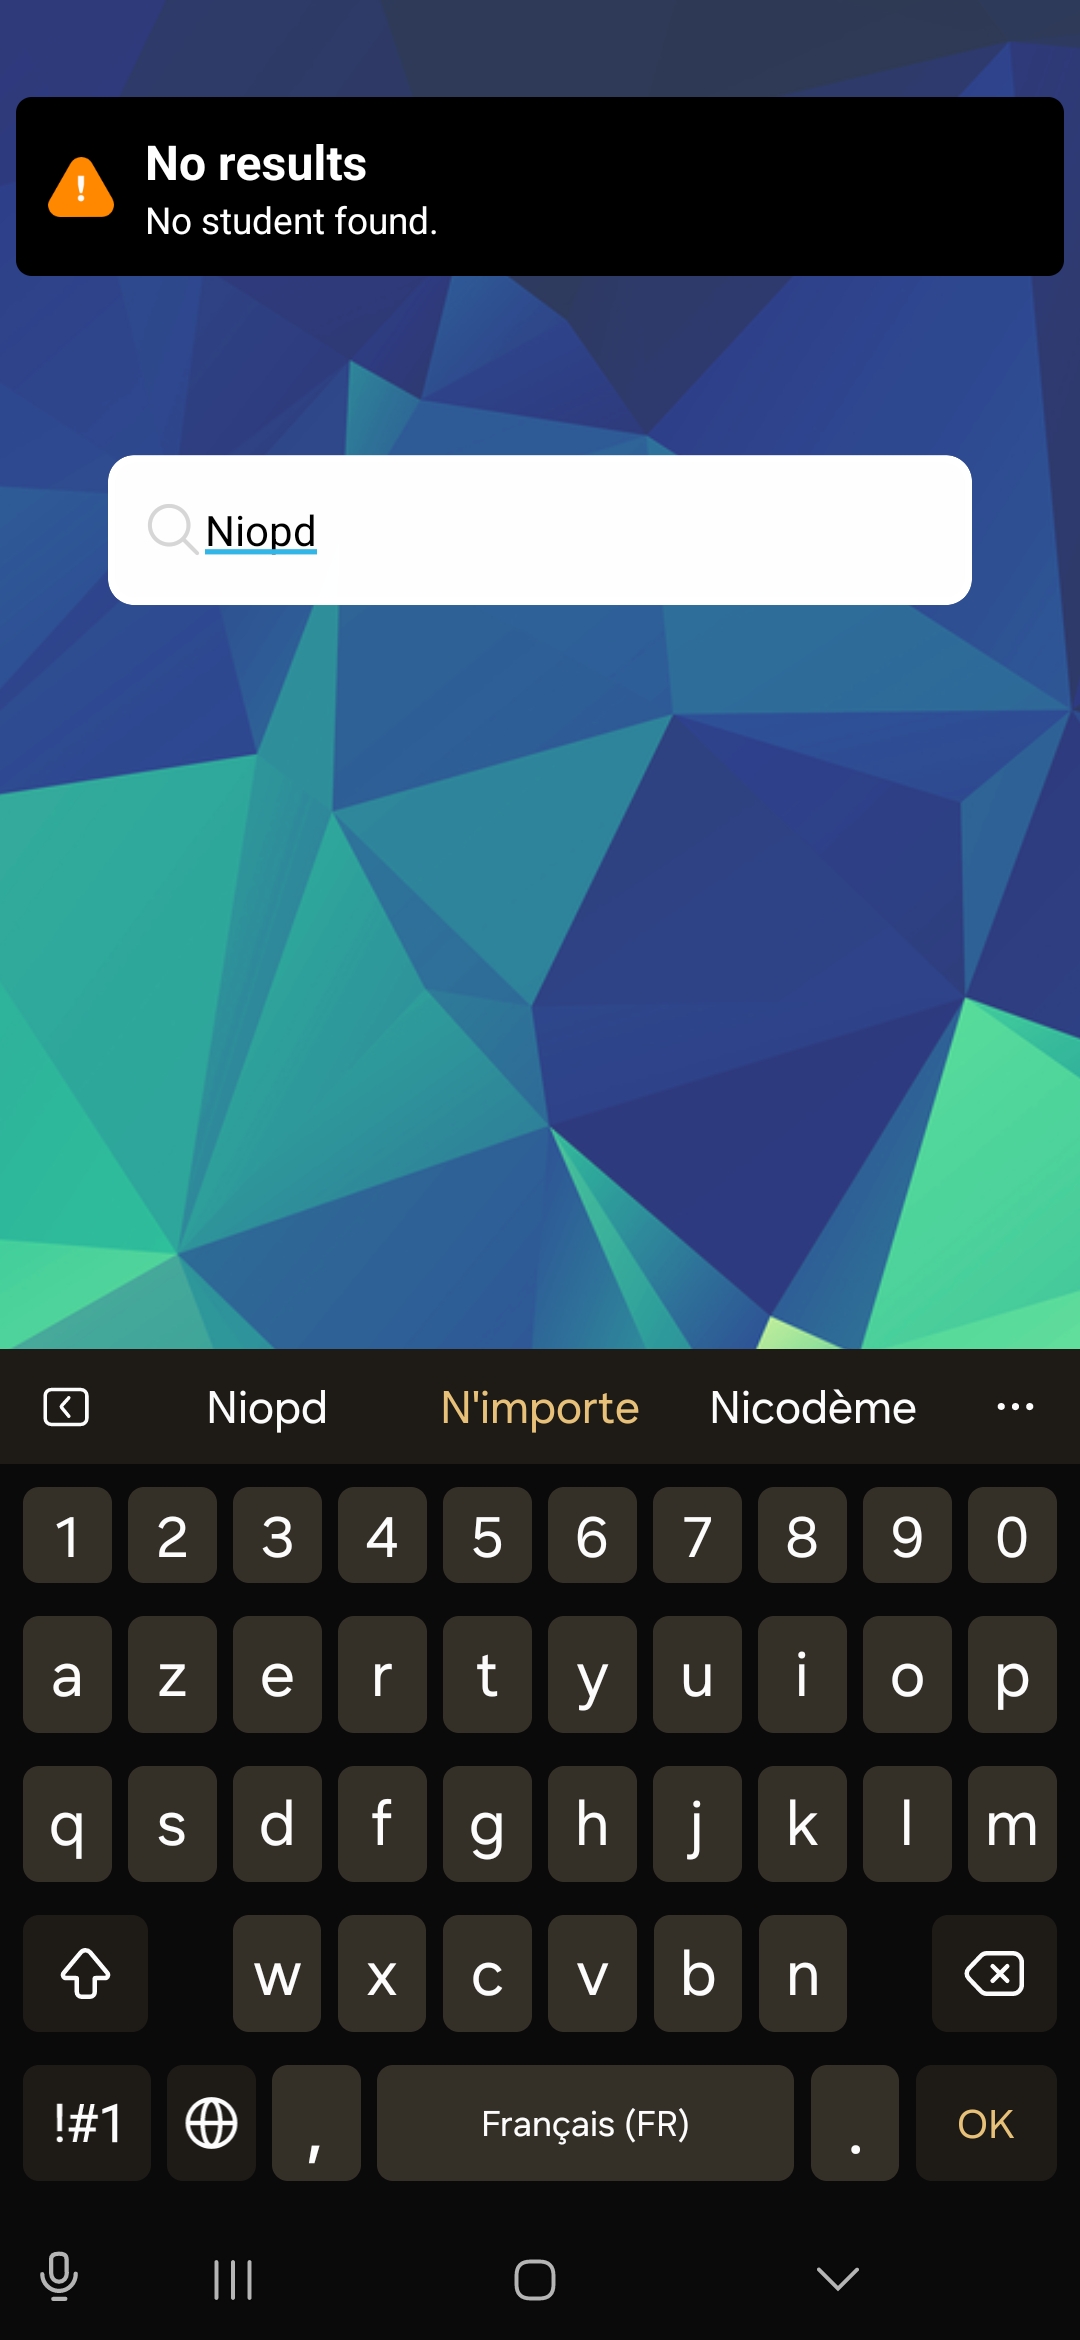 No results
No student found.
Niopd
Niopd N'importe Nicodème ...
1 2 3 4 5 6 7 8 9 0
a z e r t y u i o p
q s d f g h j k l m
w x c v b n
!#1 , Français (FR) . OK